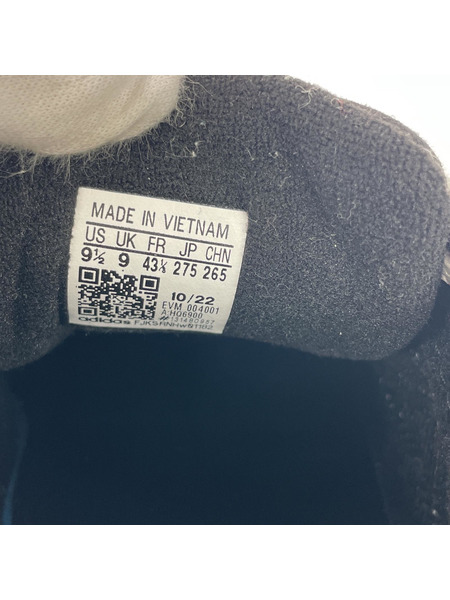 MADE IN VIETNAM
US UK FR JP CHN
9½ 9 43⅓ 275 265
10/22
EVM 004001
A:HQ6900
adidas